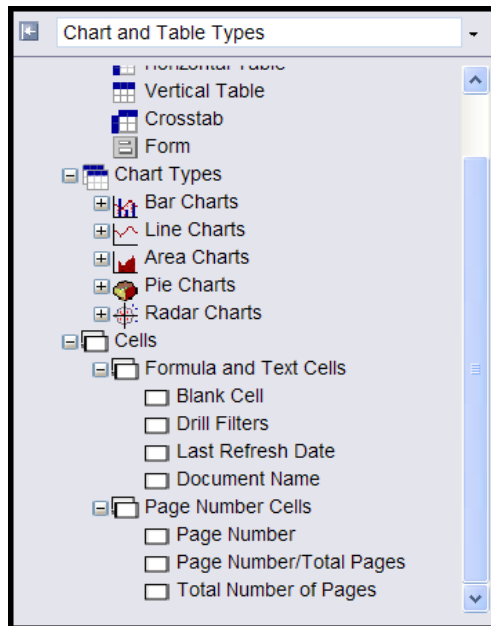 Chart and Table Types
Horizontal Table
Vertical Table
Crosstab
Form
Chart Types
Bar Charts
Line Charts
Area Charts
Pie Charts
Radar Charts
Cells
Formula and Text Cells
Blank Cell
Drill Filters
Last Refresh Date
Document Name
Page Number Cells
Page Number
Page Number/Total Pages
Total Number of Pages